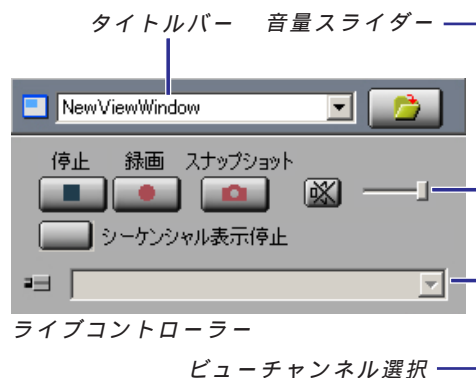 タイトルバー 音量スライダー
NewViewWindow
停止 録画 スナップショット
シーケンシャル表示停止
ライブコントローラー
ビューチャンネル選択